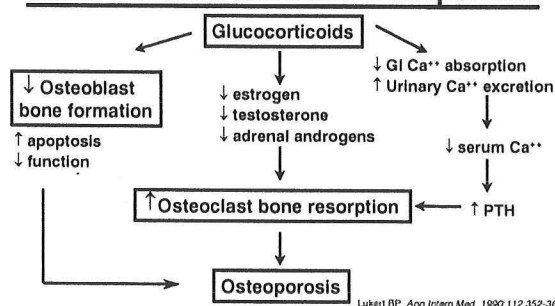 Glucocorticoids
↓ Osteoblast
bone formation
↑ apoptosis
↓ function
↓ estrogen
↓ testosterone
↓ adrenal androgens
↓ GI Ca⁺⁺ absorption
↑ Urinary Ca⁺⁺ excretion
↓ serum Ca⁺⁺
↑ PTH
↑ Osteoclast bone resorption
Osteoporosis
Lukert BP. Ann Intern Med. 1990;112:352-